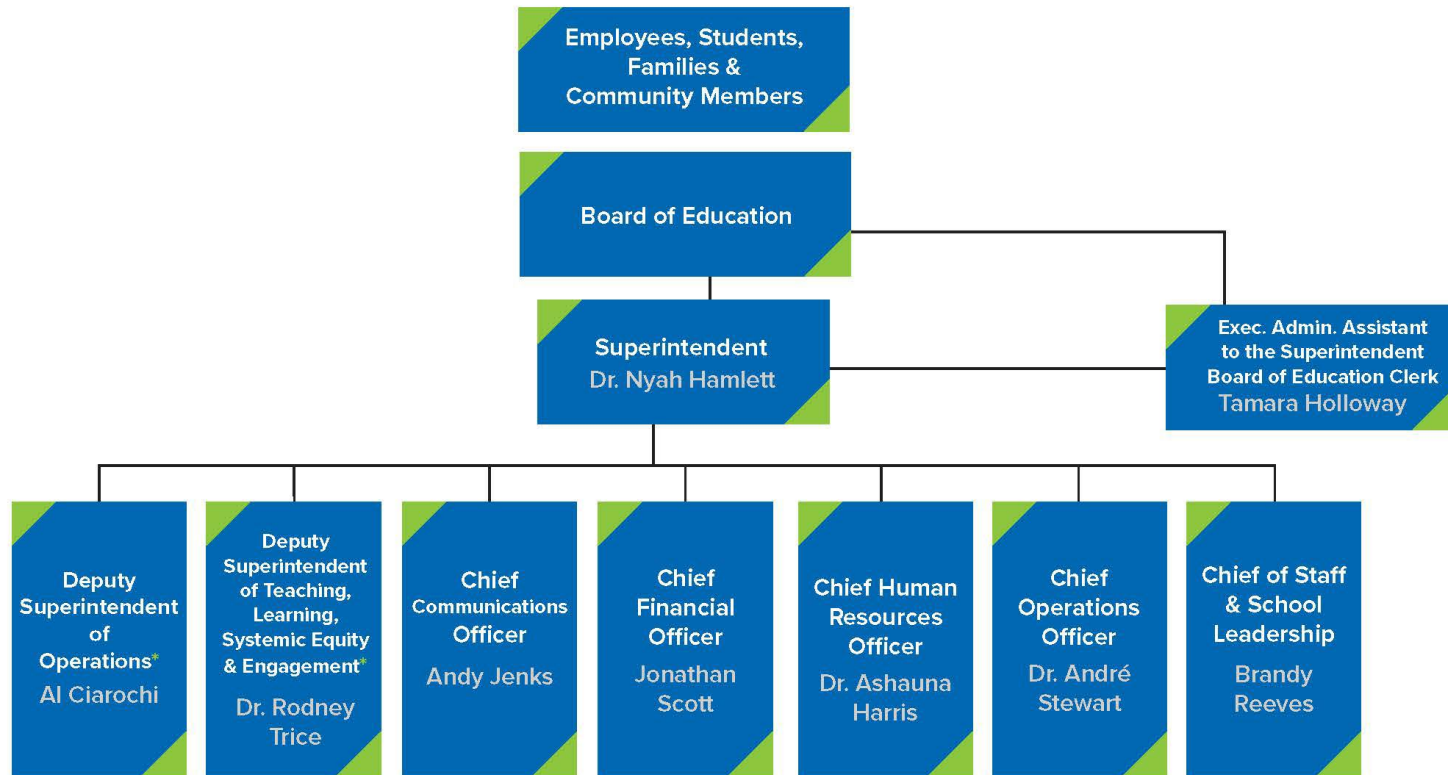 Employees, Students,
Families &
Community Members
Board of Education
Superintendent
Dr. Nyah Hamlett
Exec. Admin. Assistant
to the Superintendent
Board of Education Clerk
Tamara Holloway
Deputy
Superintendent
of
Operations*
Al Ciarochi
Deputy
Superintendent
of Teaching,
Learning,
Systemic Equity
& Engagement*
Dr. Rodney
Trice
Chief
Communications
Officer
Andy Jenks
Chief
Financial
Officer
Jonathan
Scott
Chief Human
Resources
Officer
Dr. Ashauna
Harris
Chief
Operations
Officer
Dr. André
Stewart
Chief of Staff
& School
Leadership
Brandy
Reeves